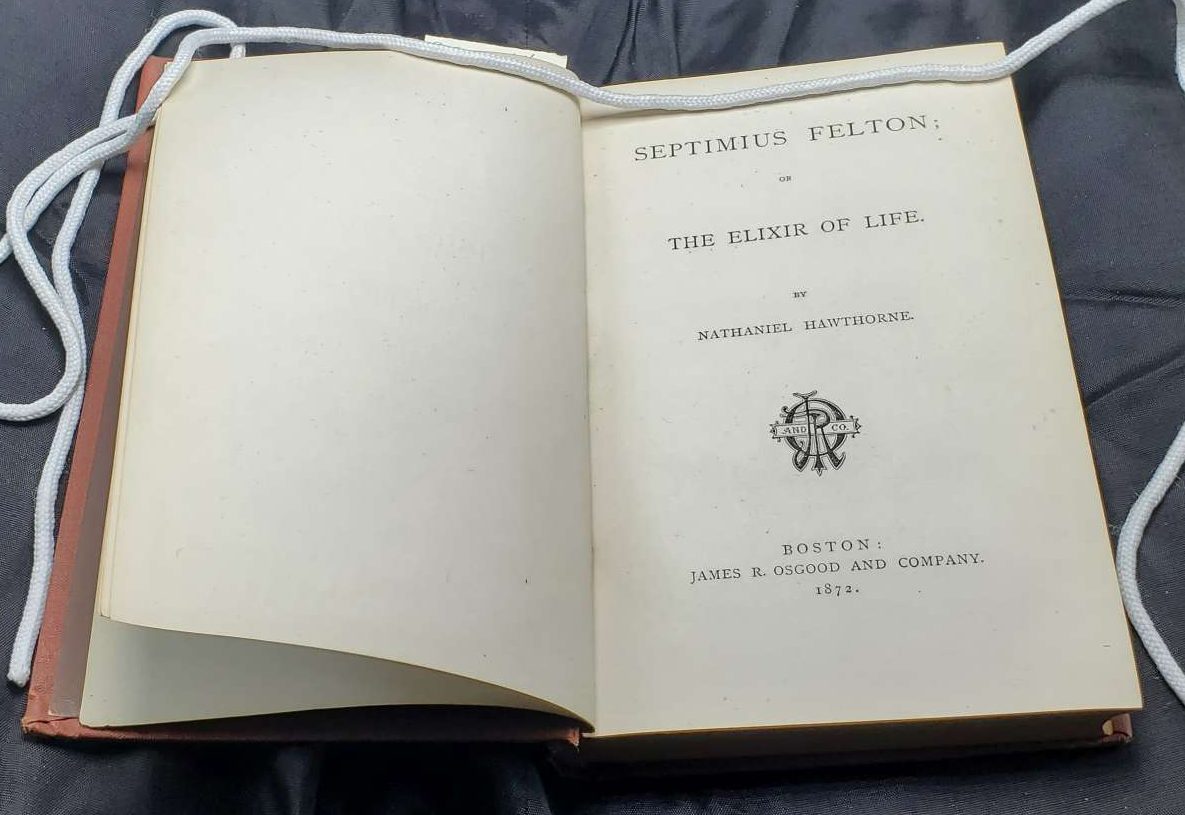 SEPTIMIUS FELTON;
OR
THE ELIXIR OF LIFE.
BY
NATHANIEL HAWTHORNE.
AND CO.
BOSTON:
JAMES R. OSGOOD AND COMPANY.
1872.